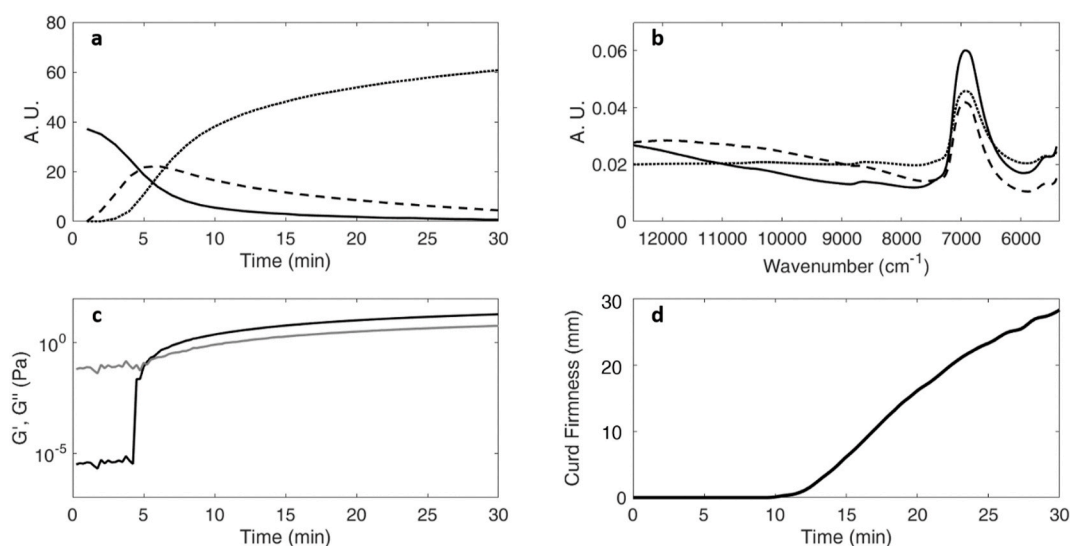 a
A. U.
80
60
40
20
0
0 5 10 15 20 25 30
Time (min)
b
A. U.
0.06
0.04
0.02
0
12000 11000 10000 9000 8000 7000 6000
Wavenumber (cm-1)
c
G', G'' (Pa)
10^0
10^-5
0 5 10 15 20 25 30
Time (min)
d
Curd Firmness (mm)
30
20
10
0
0 5 10 15 20 25 30
Time (min)